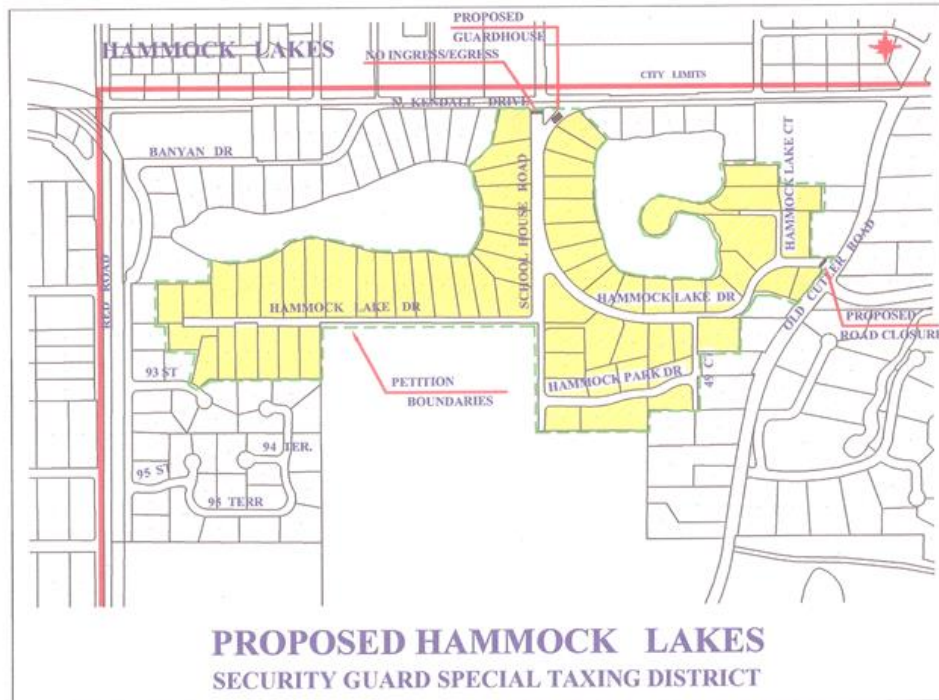 PROPOSED
GUARDHOUSE
HAMMOCK LAKES
NO INGRESS/EGRESS
CITY LIMITS
N. KENDALL DRIVE
BANYAN DR
SCHOOL HOUSE ROAD
HAMMOCK LAKE CT
RED ROAD
OLD CUTLER ROAD
HAMMOCK LAKE DR
HAMMOCK LAKE DR
PROPOSED
ROAD CLOSURE
93 ST
PETITION
BOUNDARIES
HAMMOCK PARK DR
49 CT
94 TER.
95 ST
95 TERR
PROPOSED HAMMOCK LAKES
SECURITY GUARD SPECIAL TAXING DISTRICT